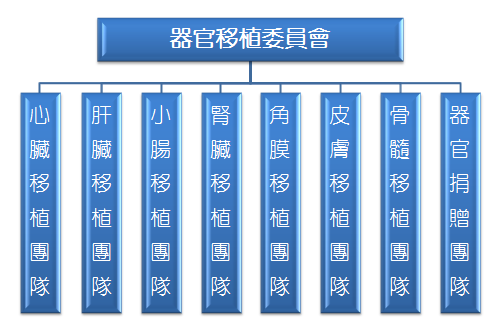 器官移植委員會
心臟移植團隊
肝臟移植團隊
小腸移植團隊
腎臟移植團隊
角膜移植團隊
皮膚移植團隊
骨髓移植團隊
器官捐贈團隊